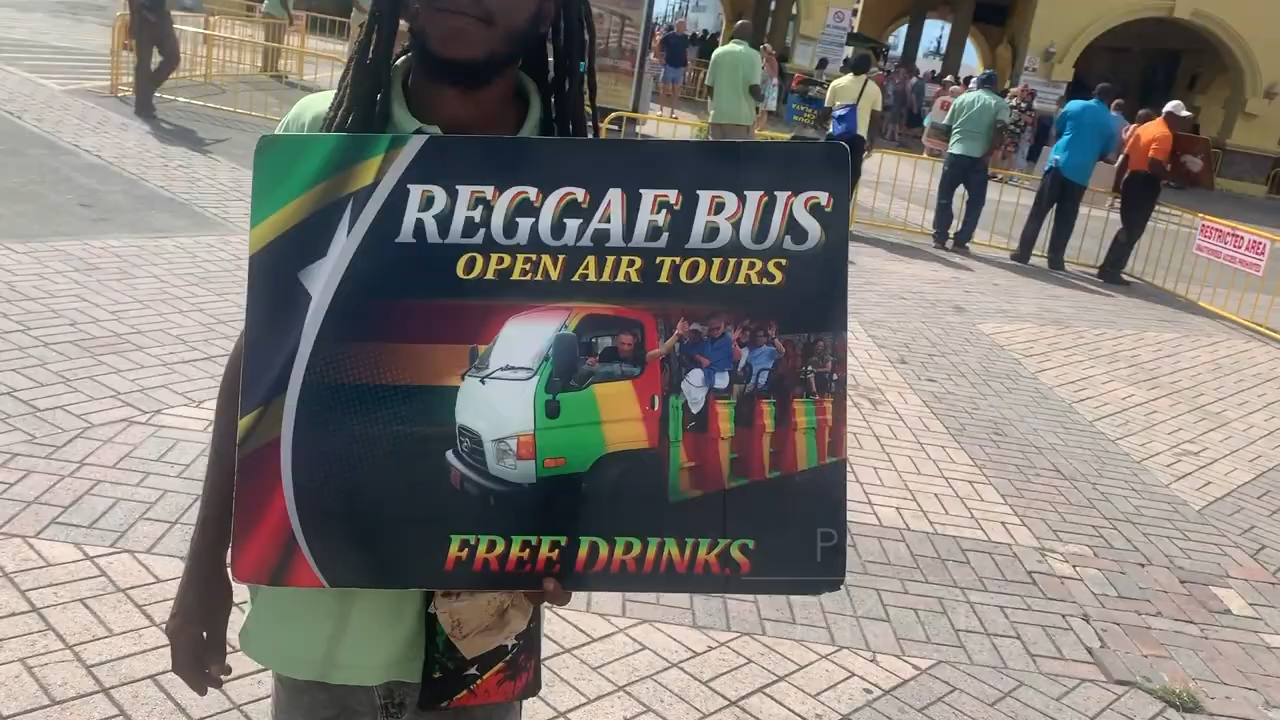 REGGAE BUS
OPEN AIR TOURS
FREE DRINKS
P
RESTRICTED AREA